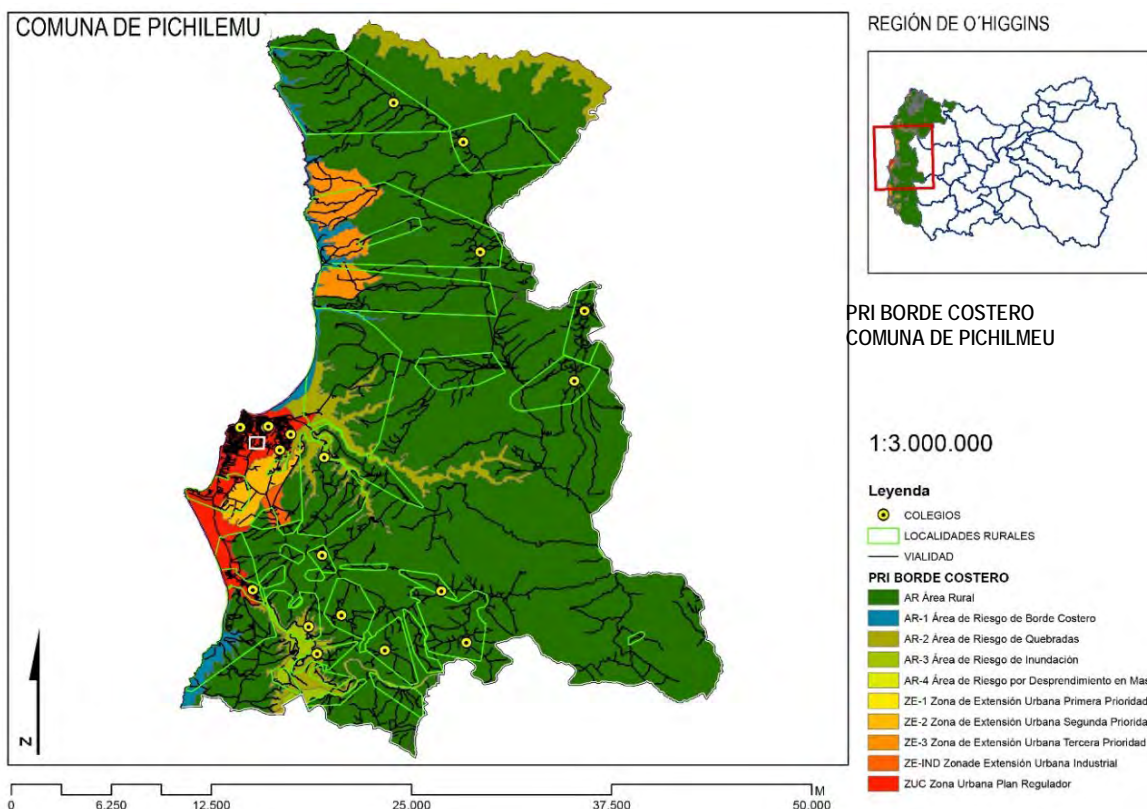 COMUNA DE PICHILEMU
REGIÓN DE O´HIGGINS
PRI BORDE COSTERO
COMUNA DE PICHILMEU
1:3.000.000
Leyenda
COLEGIOS
LOCALIDADES RURALES
VIALIDAD
PRI BORDE COSTERO
AR Área Rural
AR-1 Área de Riesgo de Borde Costero
AR-2 Área de Riesgo de Quebradas
AR-3 Área de Riesgo de Inundación
AR-4 Área de Riesgo por Desprendimiento en Mas
ZE-1 Zona de Extensión Urbana Primera Prioridad
ZE-2 Zona de Extensión Urbana Segunda Priorida
ZE-3 Zona de Extensión Urbana Tercera Prioridad
ZE-IND Zonade Extensión Urbana Industrial
ZUC Zona Urbana Plan Regulador
N
M
0 6.250 12.500 25.000 37.500 50.000